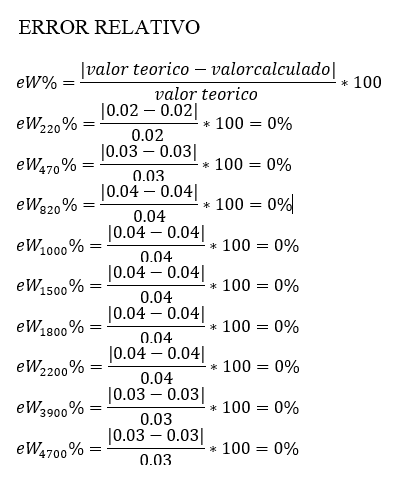 ERROR RELATIVO
eW% = |valor teorico − valorcalculado| / valor teorico * 100
eW₂₂₀% = |0.02 − 0.02| / 0.02 * 100 = 0%
eW₄₇₀% = |0.03 − 0.03| / 0.03 * 100 = 0%
eW₈₂₀% = |0.04 − 0.04| / 0.04 * 100 = 0%
eW₁₀₀₀% = |0.04 − 0.04| / 0.04 * 100 = 0%
eW₁₅₀₀% = |0.04 − 0.04| / 0.04 * 100 = 0%
eW₁₈₀₀% = |0.04 − 0.04| / 0.04 * 100 = 0%
eW₂₂₀₀% = |0.04 − 0.04| / 0.04 * 100 = 0%
eW₃₉₀₀% = |0.03 − 0.03| / 0.03 * 100 = 0%
eW₄₇₀₀% = |0.03 − 0.03| / 0.03 * 100 = 0%